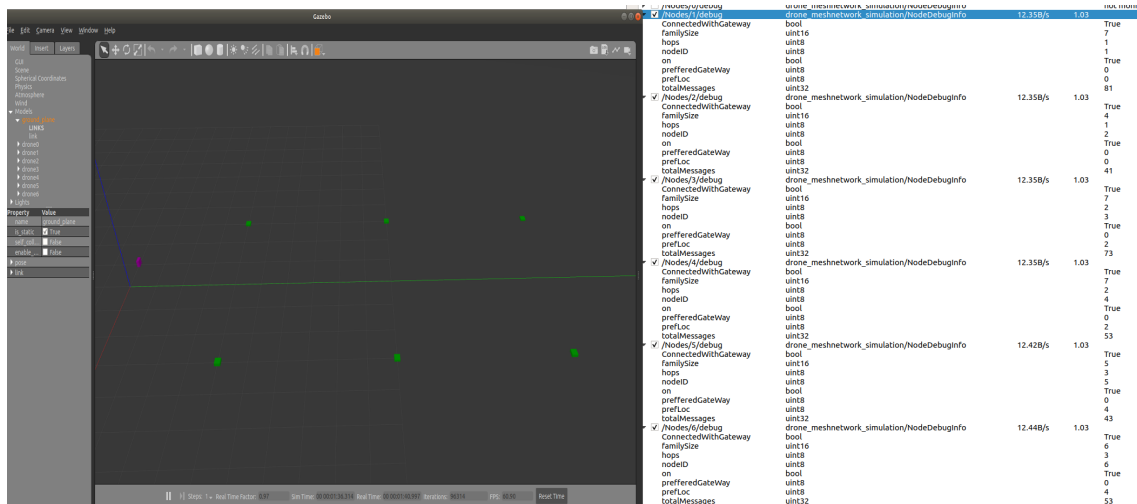 Gazebo
File Edit Camera View Window Help
World Insert Layers
GUI
Scene
Spherical Coordinates
Physics
Atmosphere
Wind
Models
ground_plane
LINKS
link
drone0
drone1
drone2
drone3
drone4
drone5
drone6
Lights
Property Value
name ground_plane
is_static True
self_coll... False
enable_... False
pose
link
Steps: 1 Real Time Factor: 0.97 Sim Time: Real Time: Iterations: 96314 FPS: Reset Time
/Nodes/0/debug drone_meshnetwork_simulation/NodeDebugInfo
/Nodes/1/debug drone_meshnetwork_simulation/NodeDebugInfo 12.35B/s 1.03
ConnectedWithGateway bool True
familySize uint16 7
hops uint8 1
nodeID uint8 1
on bool True
prefferedGateWay uint8 0
prefLoc uint8 0
totalMessages uint32 81
/Nodes/2/debug drone_meshnetwork_simulation/NodeDebugInfo 12.35B/s 1.03
ConnectedWithGateway bool True
familySize uint16 4
hops uint8 1
nodeID uint8 2
on bool True
prefferedGateWay uint8 0
prefLoc uint8 0
totalMessages uint32 41
/Nodes/3/debug drone_meshnetwork_simulation/NodeDebugInfo 12.35B/s 1.03
ConnectedWithGateway bool True
familySize uint16 7
hops uint8 2
nodeID uint8 3
on bool True
prefferedGateWay uint8 0
prefLoc uint8 2
totalMessages uint32 73
/Nodes/4/debug drone_meshnetwork_simulation/NodeDebugInfo 12.35B/s 1.03
ConnectedWithGateway bool True
familySize uint16 7
hops uint8 2
nodeID uint8 4
on bool True
prefferedGateWay uint8 0
prefLoc uint8 2
totalMessages uint32 53
/Nodes/5/debug drone_meshnetwork_simulation/NodeDebugInfo 12.42B/s 1.03
ConnectedWithGateway bool True
familySize uint16 5
hops uint8 3
nodeID uint8 5
on bool True
prefferedGateWay uint8 0
prefLoc uint8 4
totalMessages uint32 43
/Nodes/6/debug drone_meshnetwork_simulation/NodeDebugInfo 12.44B/s 1.03
ConnectedWithGateway bool True
familySize uint16 6
hops uint8 3
nodeID uint8 6
on bool True
prefferedGateWay uint8 0
prefLoc uint8 4
totalMessages uint32 53